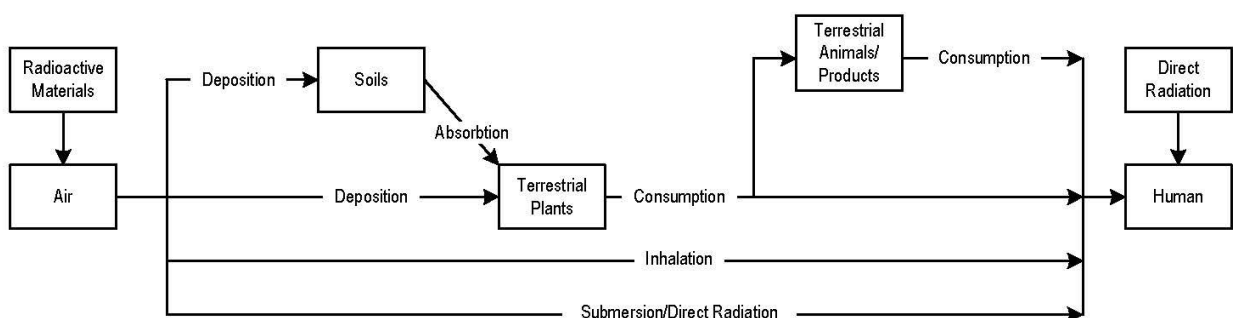 Radioactive
Materials
Deposition
Soils
Terrestrial
Animals/
Products
Consumption
Direct
Radiation
Absorbtion
Air
Deposition
Terrestrial
Plants
Consumption
Human
Inhalation
Submersion/Direct Radiation